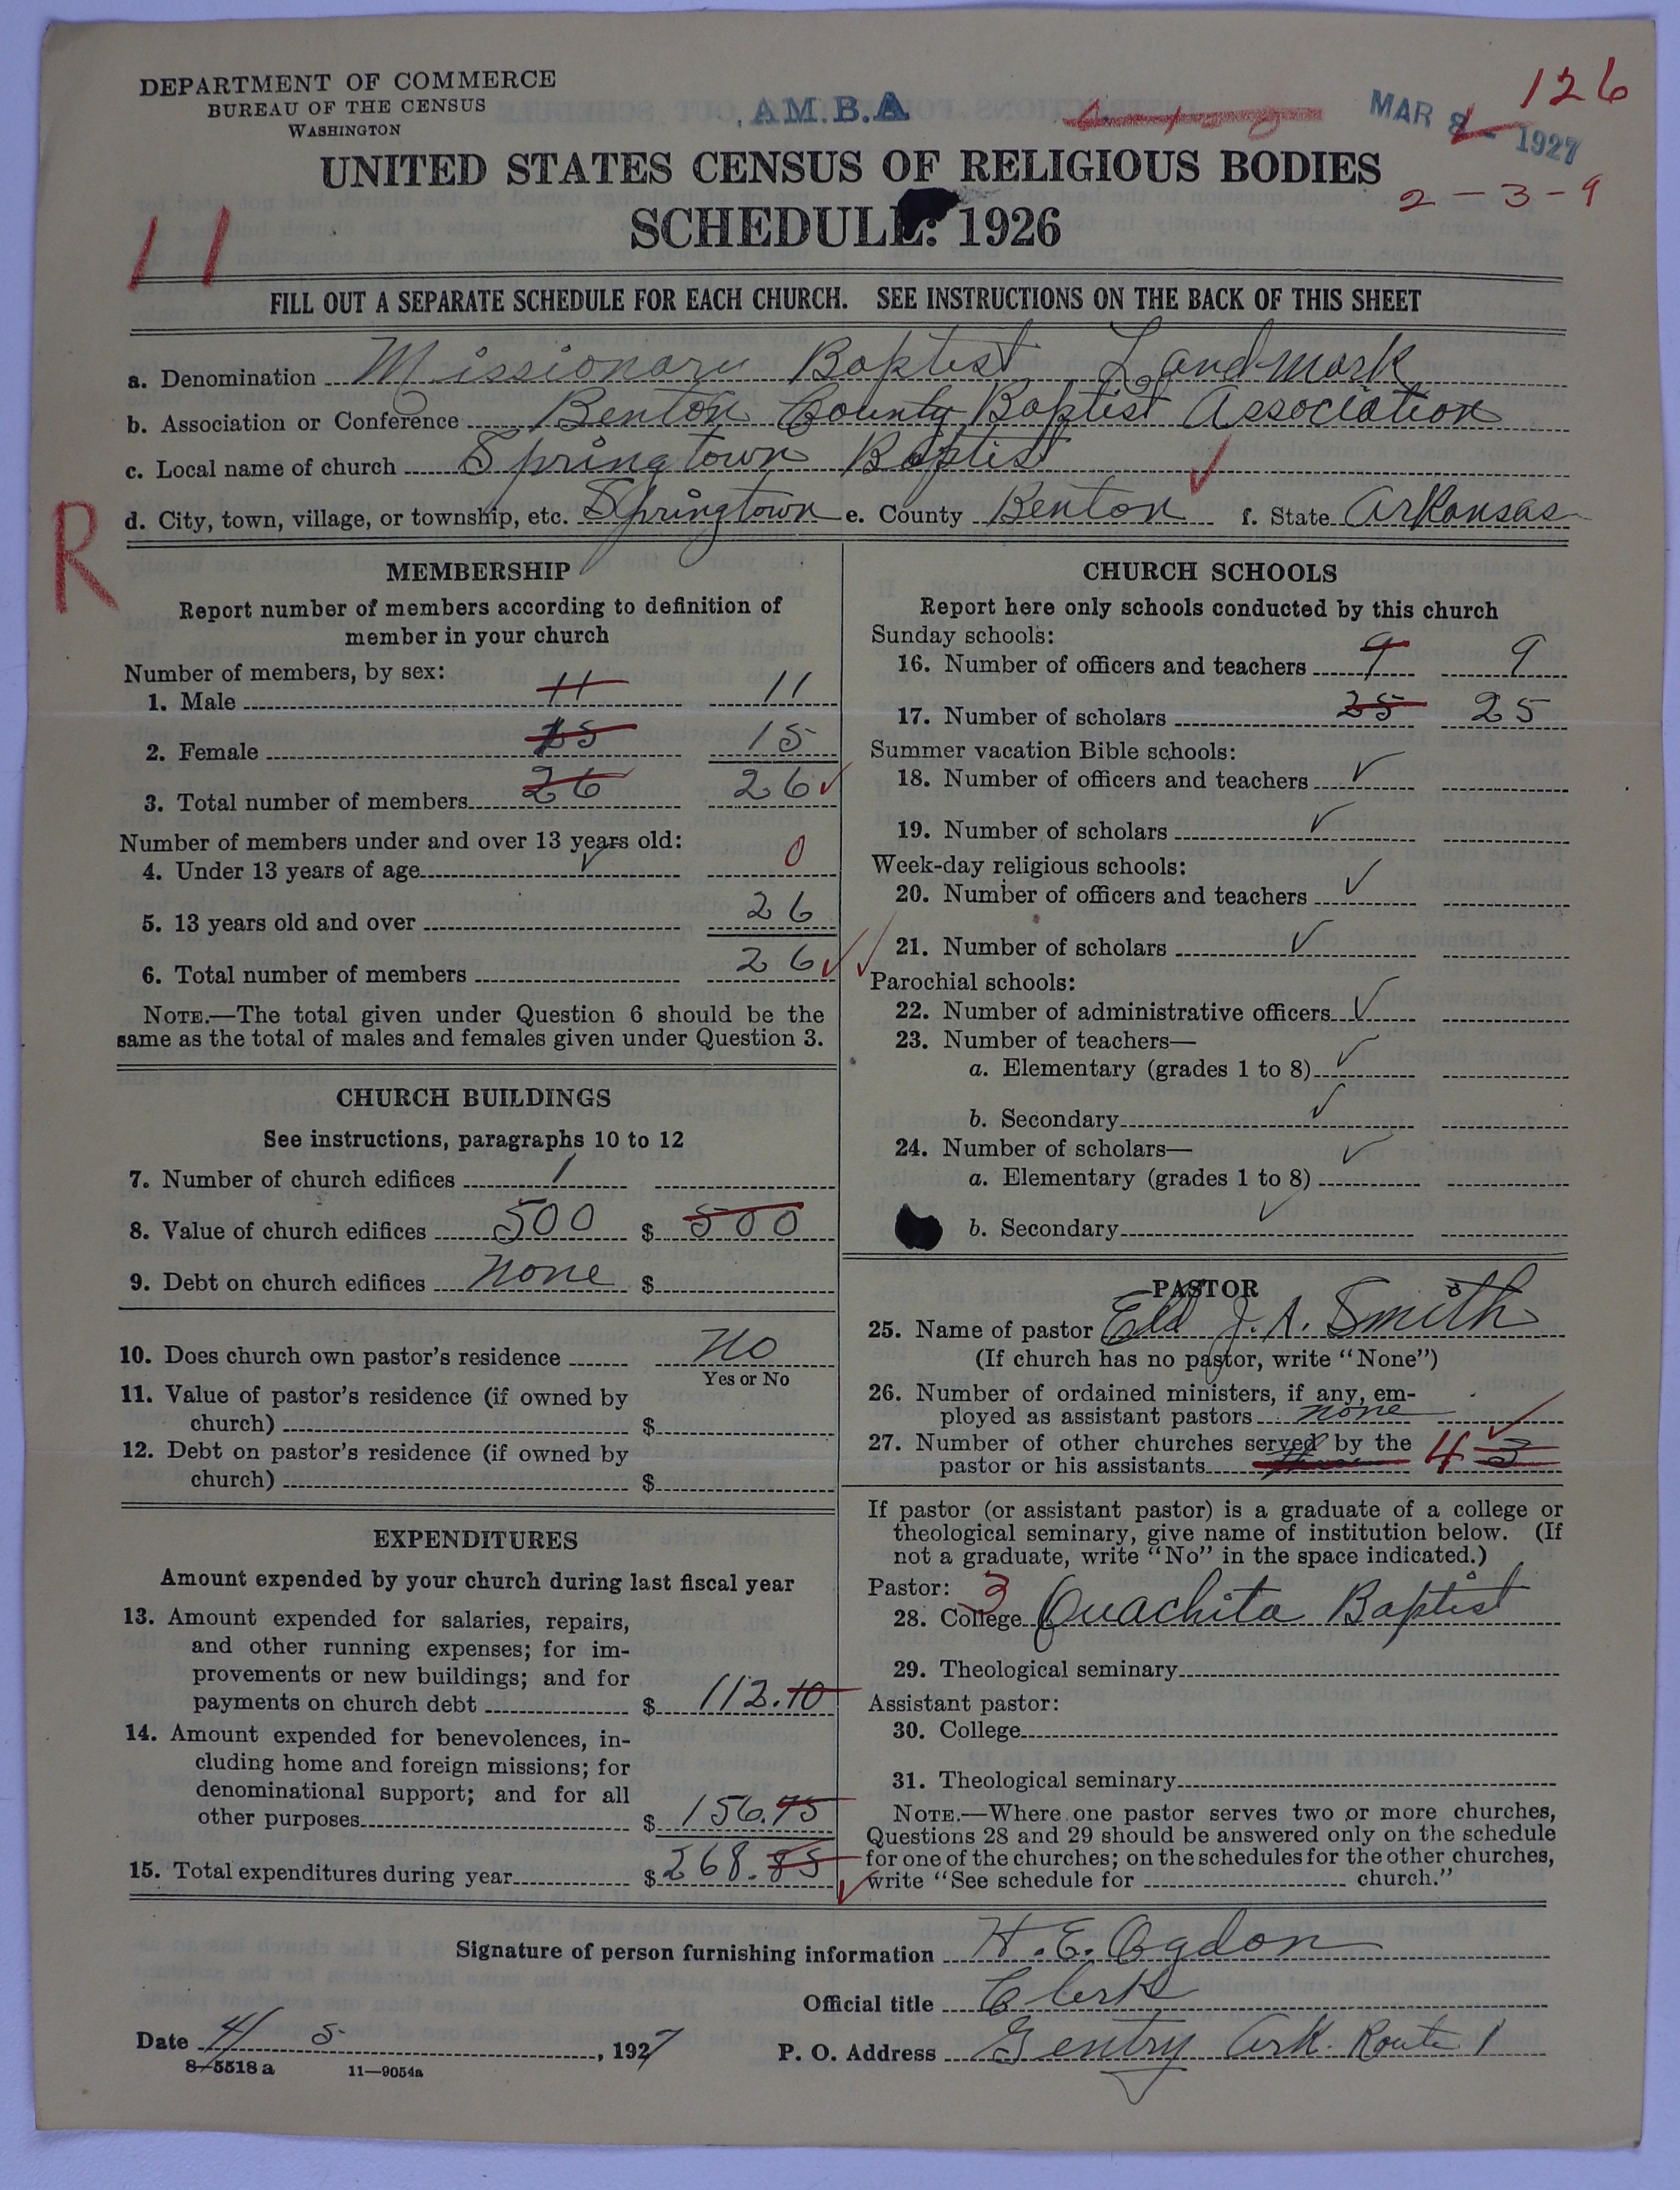 DEPARTMENT OF COMMERCE
BUREAU OF THE CENSUS
WASHINGTON
A.M.B.A
MAR 8 - 1927
126
UNITED STATES CENSUS OF RELIGIOUS BODIES
2 - 3 - 9
SCHEDULE: 1926
11
FILL OUT A SEPARATE SCHEDULE FOR EACH CHURCH. SEE INSTRUCTIONS ON THE BACK OF THIS SHEET
a. Denomination Missionary Baptist Landmark
b. Association or Conference Benton County Baptist Association
c. Local name of church Springtown Baptist
d. City, town, village, or township, etc. Springtown e. County Benton f. State Arkansas
R
MEMBERSHIP
Report number of members according to definition of
member in your church
Number of members, by sex:
1. Male 11 11
2. Female 15 15
3. Total number of members 26 26 ✓
Number of members under and over 13 years old:
4. Under 13 years of age ✓ 0
5. 13 years old and over 26
6. Total number of members 26 ✓
NOTE.—The total given under Question 6 should be the
same as the total of males and females given under Question 3.
CHURCH BUILDINGS
See instructions, paragraphs 10 to 12
7. Number of church edifices 1
8. Value of church edifices 500 $ 500
9. Debt on church edifices None $
10. Does church own pastor's residence No
Yes or No
11. Value of pastor's residence (if owned by
church) $
12. Debt on pastor's residence (if owned by
church) $
EXPENDITURES
Amount expended by your church during last fiscal year
13. Amount expended for salaries, repairs,
and other running expenses; for im-
provements or new buildings; and for
payments on church debt $ 112.10
14. Amount expended for benevolences, in-
cluding home and foreign missions; for
denominational support; and for all
other purposes $ 156.75
15. Total expenditures during year $ 268.85
CHURCH SCHOOLS
Report here only schools conducted by this church
Sunday schools:
16. Number of officers and teachers 9 9
17. Number of scholars 25 25
Summer vacation Bible schools:
18. Number of officers and teachers ✓
19. Number of scholars ✓
Week-day religious schools:
20. Number of officers and teachers ✓
21. Number of scholars ✓
Parochial schools:
22. Number of administrative officers ✓
23. Number of teachers—
a. Elementary (grades 1 to 8) ✓
b. Secondary ✓
24. Number of scholars—
a. Elementary (grades 1 to 8) ✓
b. Secondary ✓
PASTOR
25. Name of pastor Eld J. A. Smith
(If church has no pastor, write "None")
26. Number of ordained ministers, if any, em-
ployed as assistant pastors none
27. Number of other churches served by the
pastor or his assistants 4 3
If pastor (or assistant pastor) is a graduate of a college or
theological seminary, give name of institution below. (If
not a graduate, write "No" in the space indicated.)
Pastor: 3
28. College Ouachita Baptist
29. Theological seminary
Assistant pastor:
30. College
31. Theological seminary
NOTE.—Where one pastor serves two or more churches,
Questions 28 and 29 should be answered only on the schedule
for one of the churches; on the schedules for the other churches,
write "See schedule for church."
Signature of person furnishing information H. E. Ogdon
Official title Clerk
Date 4/5, 1927
P. O. Address Gentry Ark. Route 1
8-5518 a 11—9054a